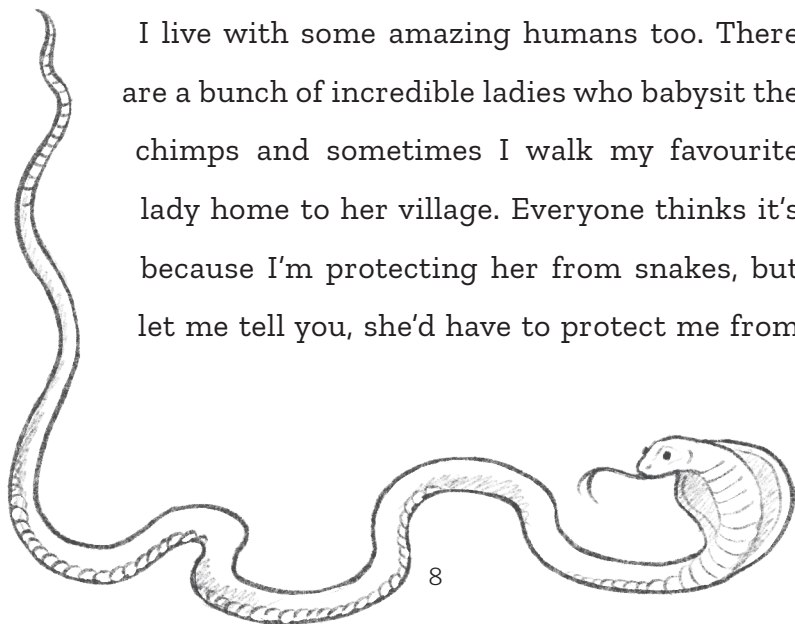 I live with some amazing humans too. There
are a bunch of incredible ladies who babysit the
chimps and sometimes I walk my favourite
lady home to her village. Everyone thinks it’s
because I’m protecting her from snakes, but
let me tell you, she’d have to protect me from
8